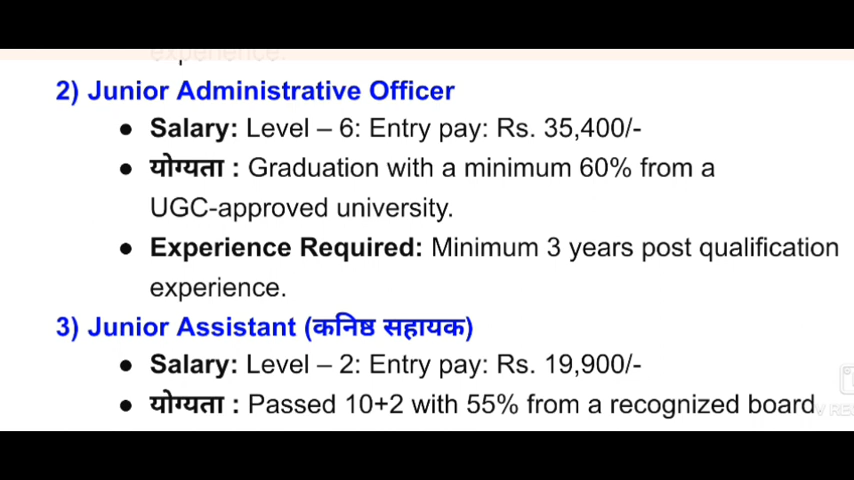 experience.
2) Junior Administrative Officer
● Salary: Level – 6: Entry pay: Rs. 35,400/-
● योग्यता : Graduation with a minimum 60% from a
UGC-approved university.
● Experience Required: Minimum 3 years post qualification
experience.
3) Junior Assistant (कनिष्ठ सहायक)
● Salary: Level – 2: Entry pay: Rs. 19,900/-
● योग्यता : Passed 10+2 with 55% from a recognized board